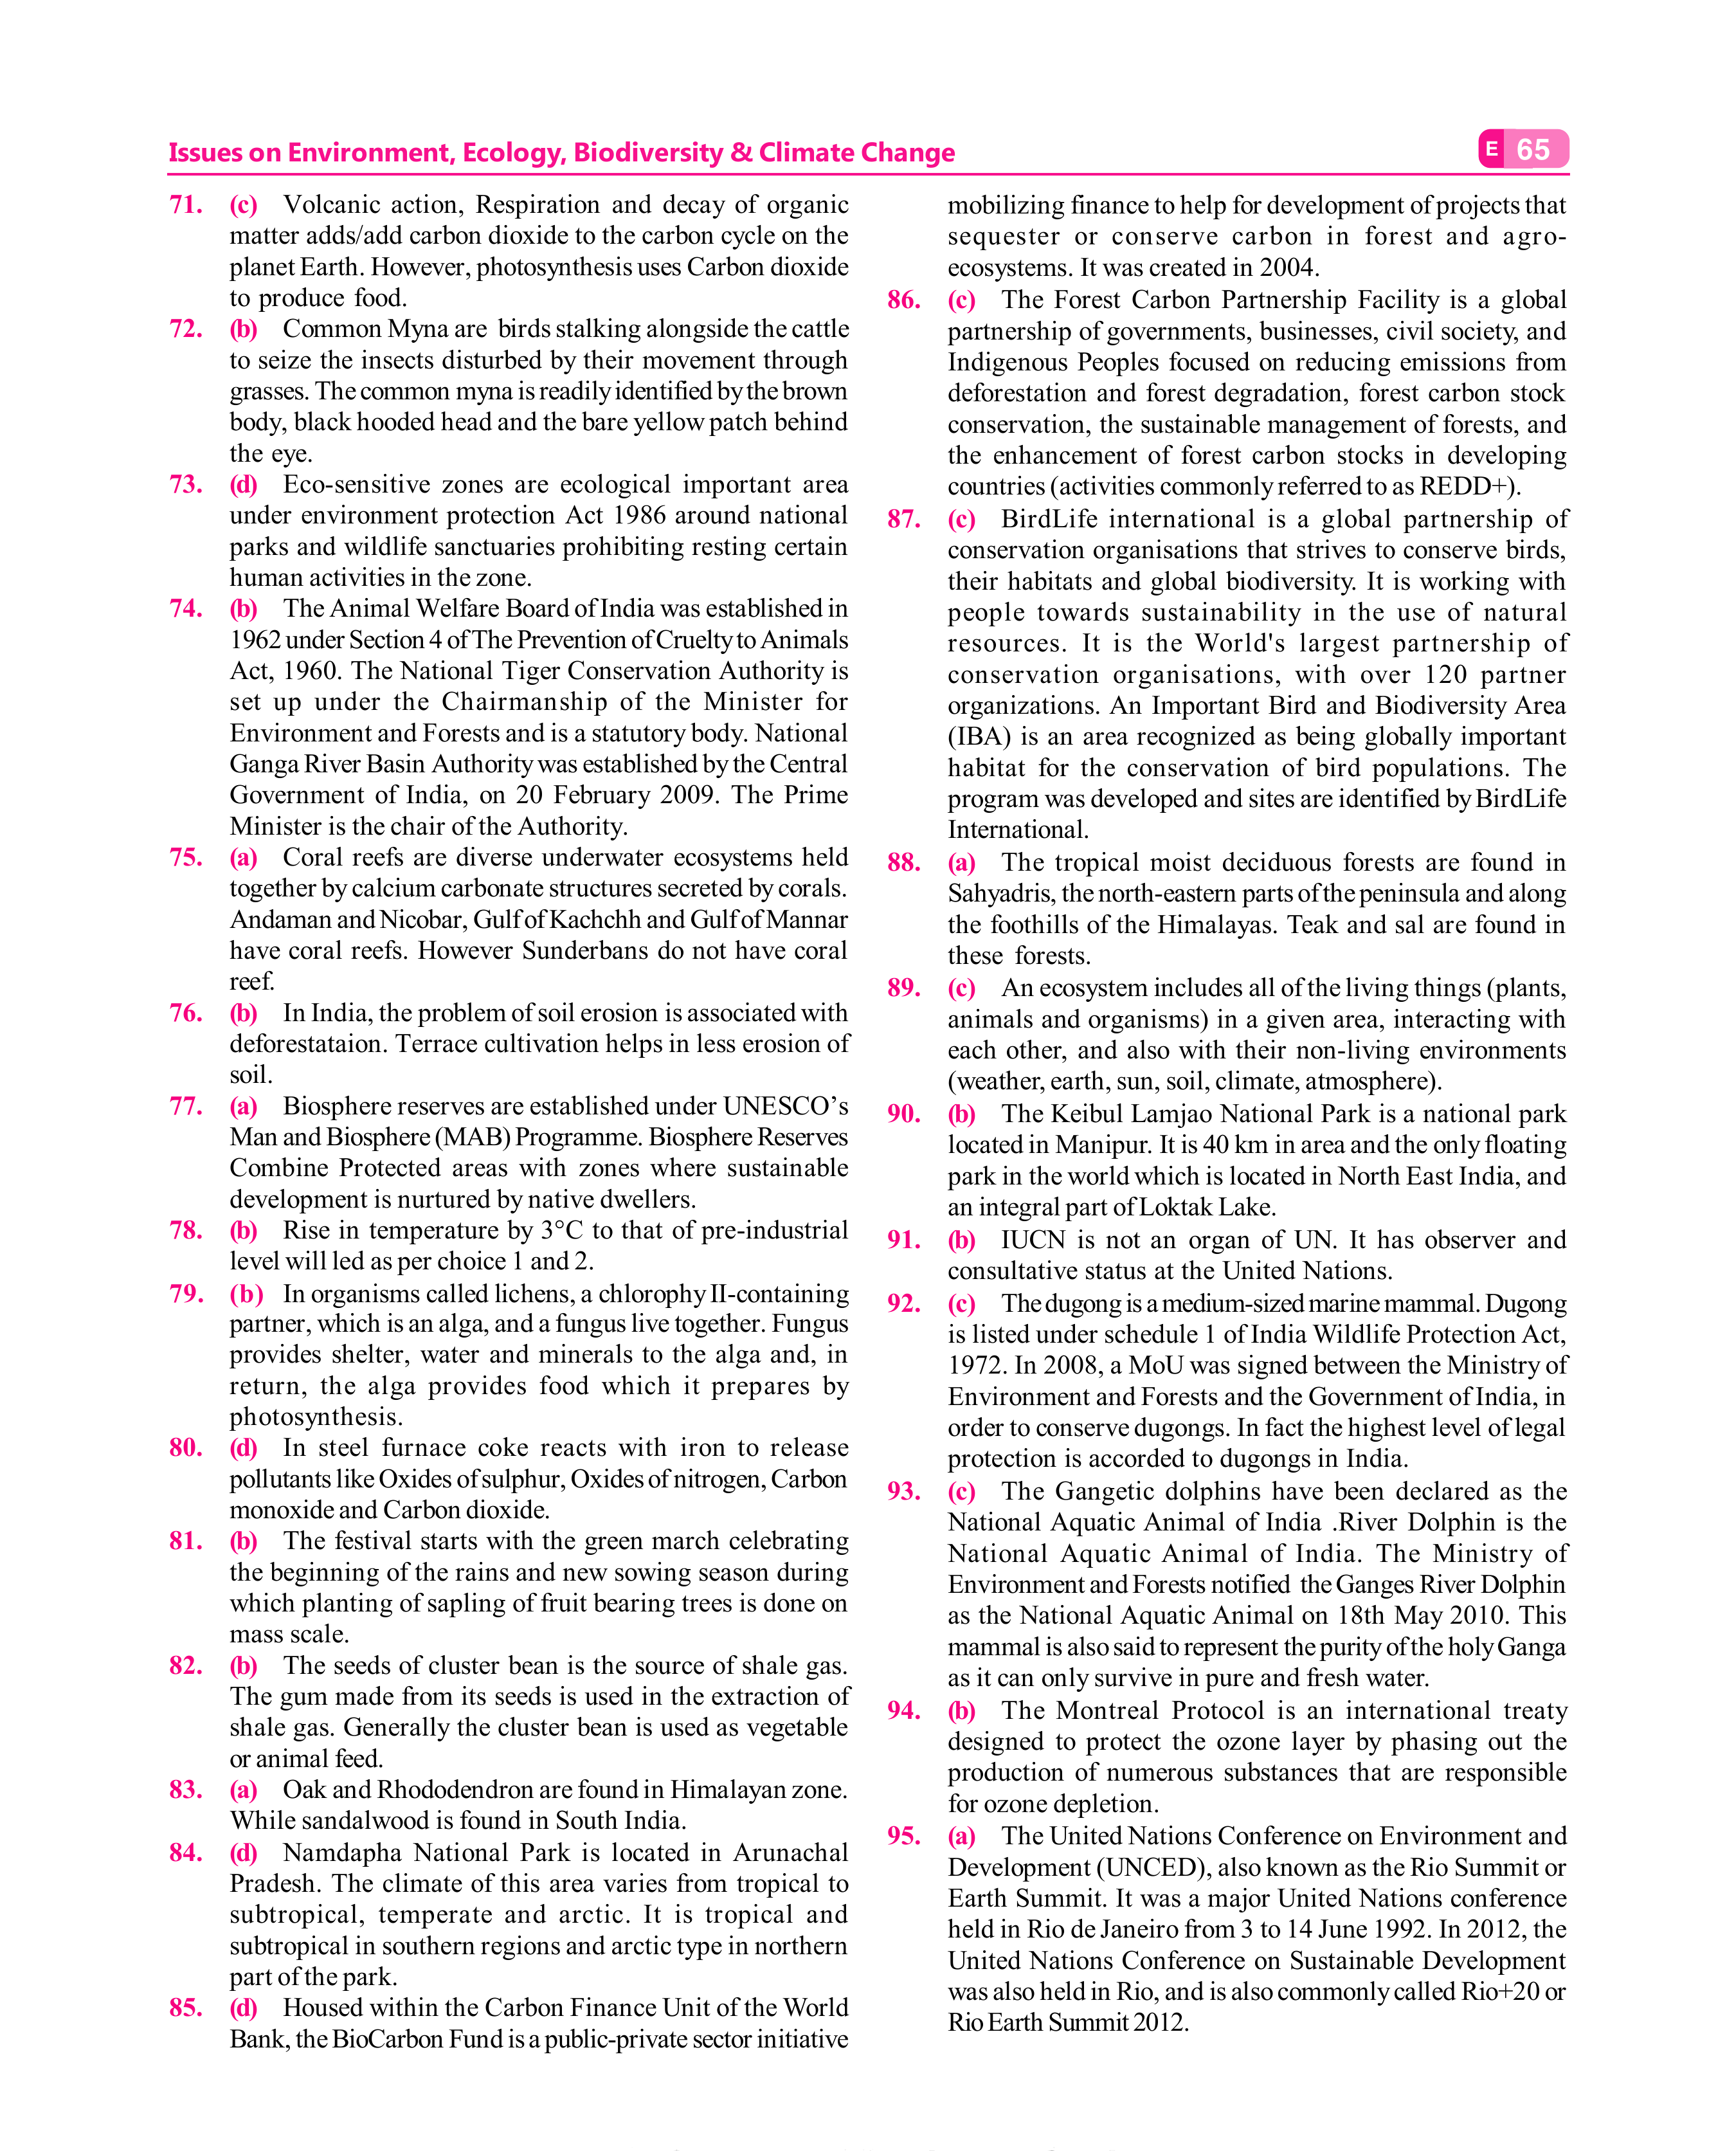 Issues on Environment, Ecology, Biodiversity & Climate Change
E 65
71. (c) Volcanic action, Respiration and decay of organic
matter adds/add carbon dioxide to the carbon cycle on the
planet Earth. However, photosynthesis uses Carbon dioxide
to produce food.
72. (b) Common Myna are birds stalking alongside the cattle
to seize the insects disturbed by their movement through
grasses. The common myna is readily identified by the brown
body, black hooded head and the bare yellow patch behind
the eye.
73. (d) Eco-sensitive zones are ecological important area
under environment protection Act 1986 around national
parks and wildlife sanctuaries prohibiting resting certain
human activities in the zone.
74. (b) The Animal Welfare Board of India was established in
1962 under Section 4 of The Prevention of Cruelty to Animals
Act, 1960. The National Tiger Conservation Authority is
set up under the Chairmanship of the Minister for
Environment and Forests and is a statutory body. National
Ganga River Basin Authority was established by the Central
Government of India, on 20 February 2009. The Prime
Minister is the chair of the Authority.
75. (a) Coral reefs are diverse underwater ecosystems held
together by calcium carbonate structures secreted by corals.
Andaman and Nicobar, Gulf of Kachchh and Gulf of Mannar
have coral reefs. However Sunderbans do not have coral
reef.
76. (b) In India, the problem of soil erosion is associated with
deforestataion. Terrace cultivation helps in less erosion of
soil.
77. (a) Biosphere reserves are established under UNESCO’s
Man and Biosphere (MAB) Programme. Biosphere Reserves
Combine Protected areas with zones where sustainable
development is nurtured by native dwellers.
78. (b) Rise in temperature by 3°C to that of pre-industrial
level will led as per choice 1 and 2.
79. (b) In organisms called lichens, a chlorophy II-containing
partner, which is an alga, and a fungus live together. Fungus
provides shelter, water and minerals to the alga and, in
return, the alga provides food which it prepares by
photosynthesis.
80. (d) In steel furnace coke reacts with iron to release
pollutants like Oxides of sulphur, Oxides of nitrogen, Carbon
monoxide and Carbon dioxide.
81. (b) The festival starts with the green march celebrating
the beginning of the rains and new sowing season during
which planting of sapling of fruit bearing trees is done on
mass scale.
82. (b) The seeds of cluster bean is the source of shale gas.
The gum made from its seeds is used in the extraction of
shale gas. Generally the cluster bean is used as vegetable
or animal feed.
83. (a) Oak and Rhododendron are found in Himalayan zone.
While sandalwood is found in South India.
84. (d) Namdapha National Park is located in Arunachal
Pradesh. The climate of this area varies from tropical to
subtropical, temperate and arctic. It is tropical and
subtropical in southern regions and arctic type in northern
part of the park.
85. (d) Housed within the Carbon Finance Unit of the World
Bank, the BioCarbon Fund is a public-private sector initiative
mobilizing finance to help for development of projects that
sequester or conserve carbon in forest and agro-
ecosystems. It was created in 2004.
86. (c) The Forest Carbon Partnership Facility is a global
partnership of governments, businesses, civil society, and
Indigenous Peoples focused on reducing emissions from
deforestation and forest degradation, forest carbon stock
conservation, the sustainable management of forests, and
the enhancement of forest carbon stocks in developing
countries (activities commonly referred to as REDD+).
87. (c) BirdLife international is a global partnership of
conservation organisations that strives to conserve birds,
their habitats and global biodiversity. It is working with
people towards sustainability in the use of natural
resources. It is the World's largest partnership of
conservation organisations, with over 120 partner
organizations. An Important Bird and Biodiversity Area
(IBA) is an area recognized as being globally important
habitat for the conservation of bird populations. The
program was developed and sites are identified by BirdLife
International.
88. (a) The tropical moist deciduous forests are found in
Sahyadris, the north-eastern parts of the peninsula and along
the foothills of the Himalayas. Teak and sal are found in
these forests.
89. (c) An ecosystem includes all of the living things (plants,
animals and organisms) in a given area, interacting with
each other, and also with their non-living environments
(weather, earth, sun, soil, climate, atmosphere).
90. (b) The Keibul Lamjao National Park is a national park
located in Manipur. It is 40 km in area and the only floating
park in the world which is located in North East India, and
an integral part of Loktak Lake.
91. (b) IUCN is not an organ of UN. It has observer and
consultative status at the United Nations.
92. (c) The dugong is a medium-sized marine mammal. Dugong
is listed under schedule 1 of India Wildlife Protection Act,
1972. In 2008, a MoU was signed between the Ministry of
Environment and Forests and the Government of India, in
order to conserve dugongs. In fact the highest level of legal
protection is accorded to dugongs in India.
93. (c) The Gangetic dolphins have been declared as the
National Aquatic Animal of India .River Dolphin is the
National Aquatic Animal of India. The Ministry of
Environment and Forests notified the Ganges River Dolphin
as the National Aquatic Animal on 18th May 2010. This
mammal is also said to represent the purity of the holy Ganga
as it can only survive in pure and fresh water.
94. (b) The Montreal Protocol is an international treaty
designed to protect the ozone layer by phasing out the
production of numerous substances that are responsible
for ozone depletion.
95. (a) The United Nations Conference on Environment and
Development (UNCED), also known as the Rio Summit or
Earth Summit. It was a major United Nations conference
held in Rio de Janeiro from 3 to 14 June 1992. In 2012, the
United Nations Conference on Sustainable Development
was also held in Rio, and is also commonly called Rio+20 or
Rio Earth Summit 2012.